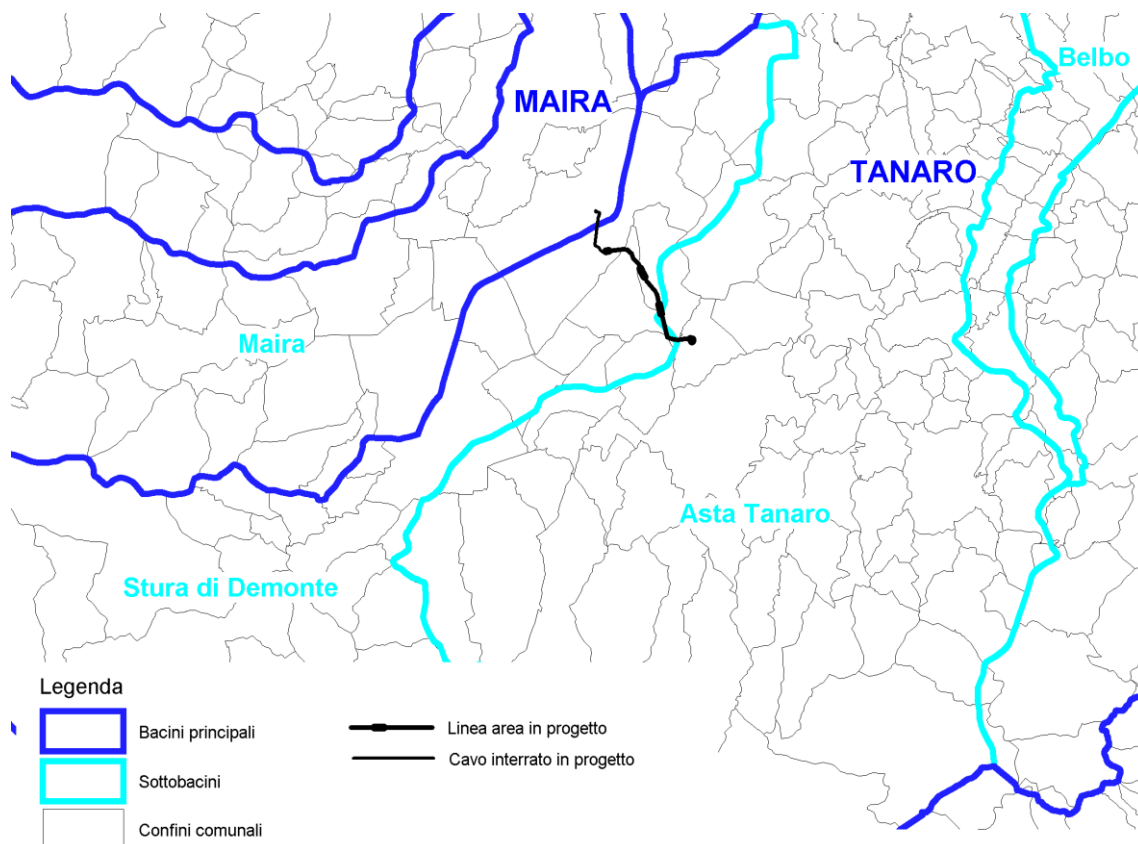 Belbo
MAIRA
TANARO
Maira
Asta Tanaro
Stura di Demonte
Legenda
Bacini principali
Sottobacini
Confini comunali
Linea area in progetto
Cavo interrato in progetto